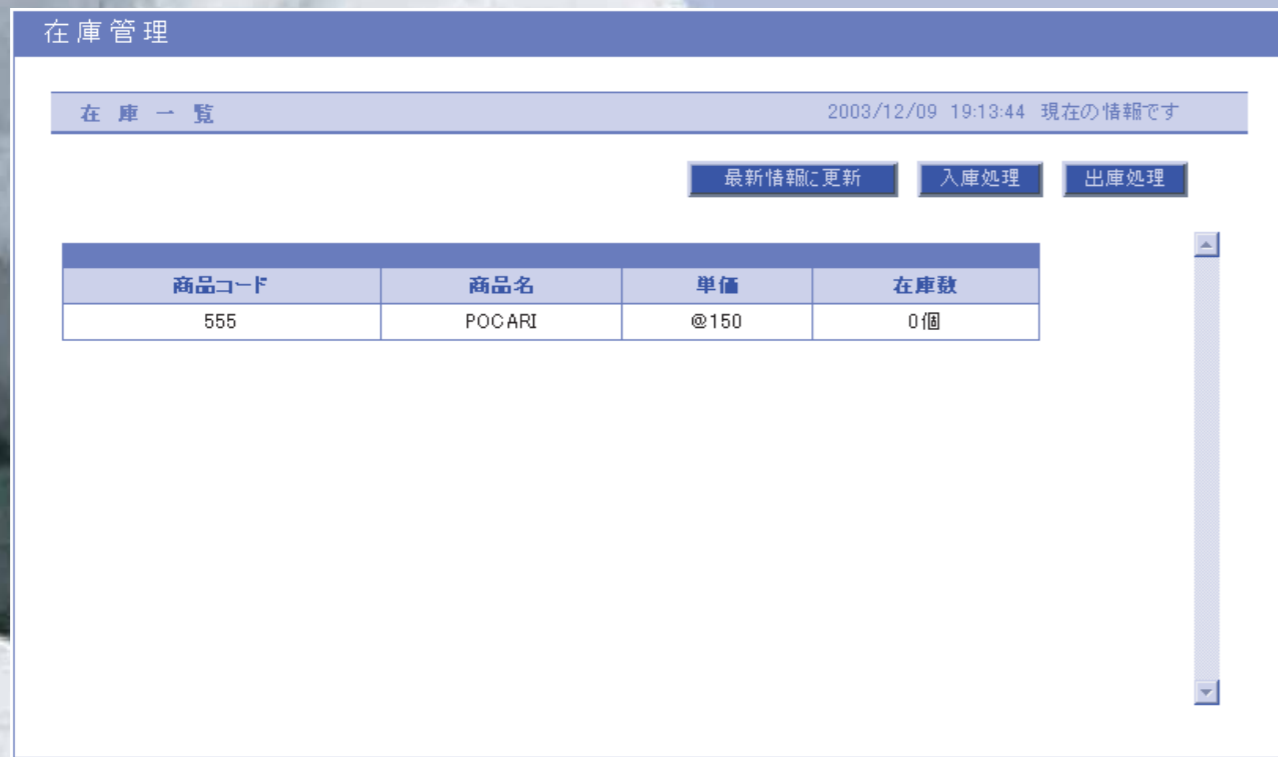 在庫管理
在庫一覧 2003/12/09 19:13:44 現在の情報です
最新情報に更新 入庫処理 出庫処理
商品コード 商品名 単価 在庫数
555 POCARI @150 0個